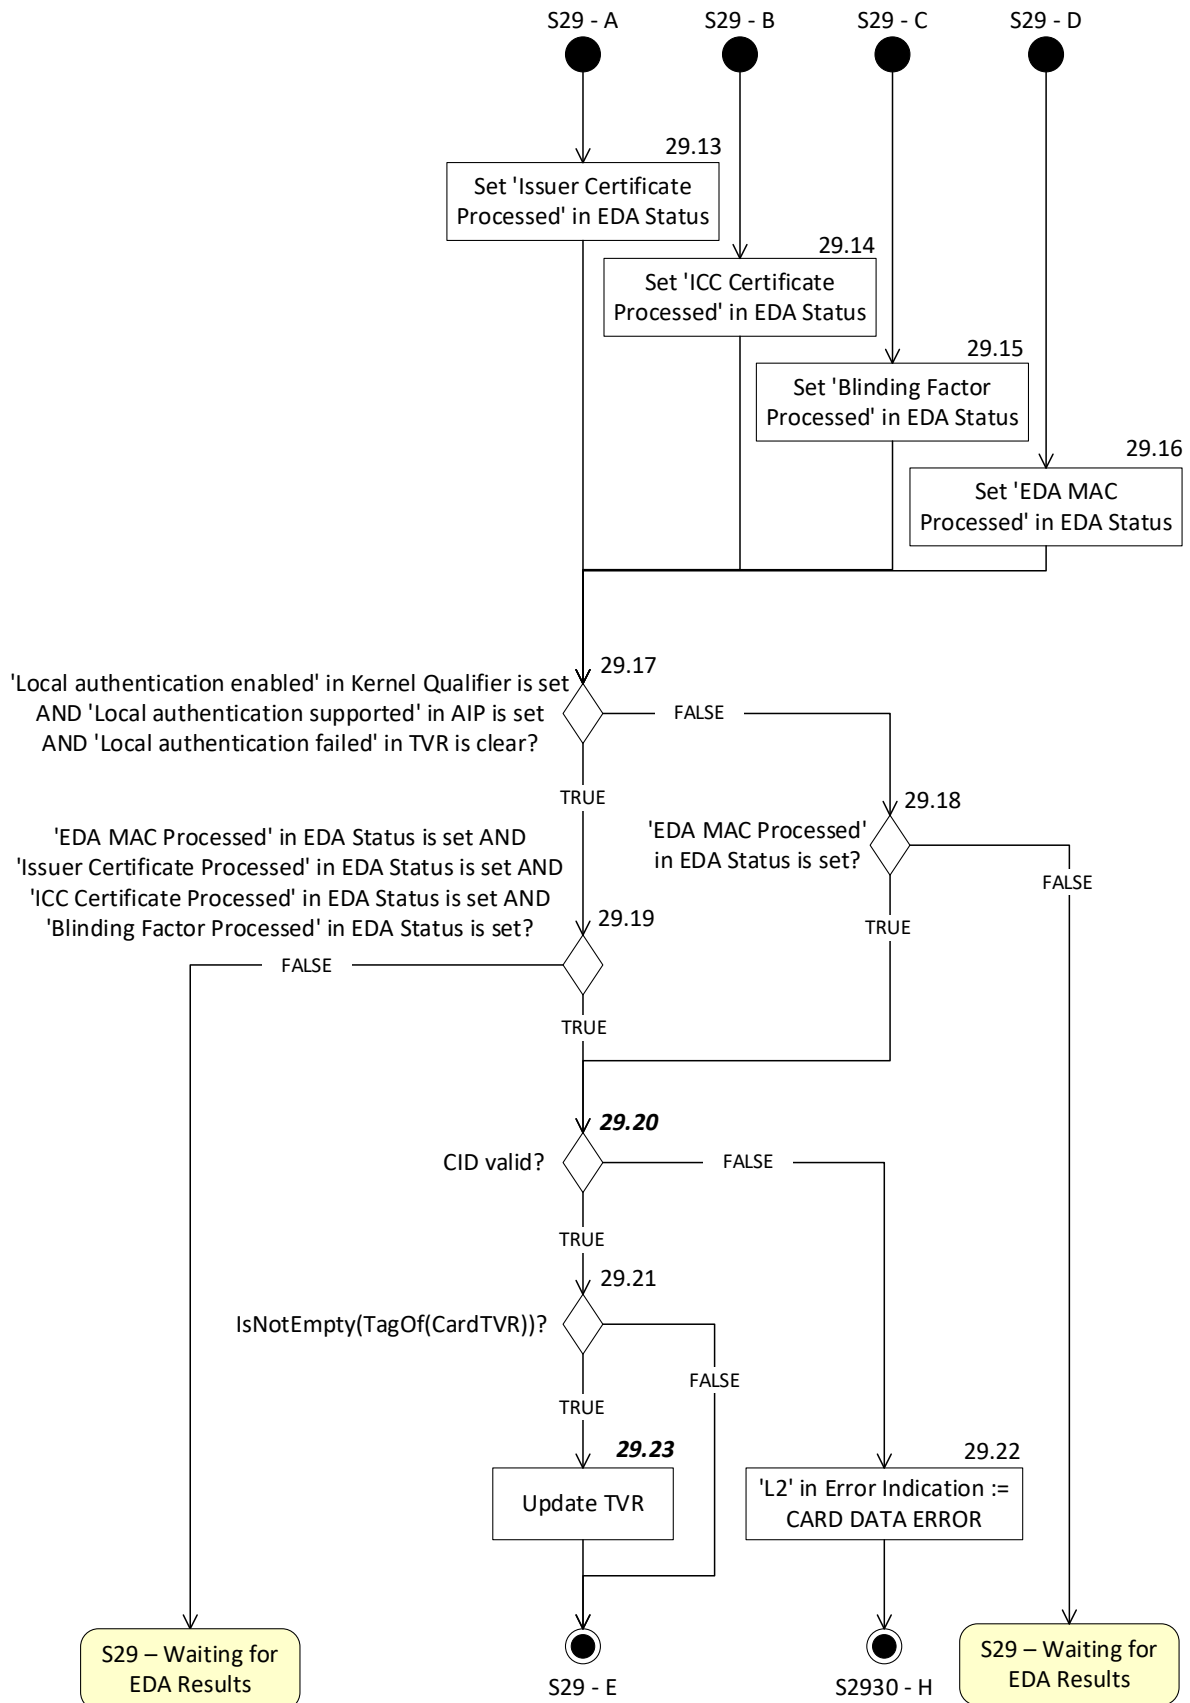 S29 - A
S29 - B
S29 - C
S29 - D
29.13
Set 'Issuer Certificate
Processed' in EDA Status
29.14
Set 'ICC Certificate
Processed' in EDA Status
29.15
Set 'Blinding Factor
Processed' in EDA Status
29.16
Set 'EDA MAC
Processed' in EDA Status
29.17
'Local authentication enabled' in Kernel Qualifier is set
AND 'Local authentication supported' in AIP is set
AND 'Local authentication failed' in TVR is clear?
FALSE
TRUE
29.18
'EDA MAC Processed'
in EDA Status is set?
FALSE
TRUE
'EDA MAC Processed' in EDA Status is set AND
'Issuer Certificate Processed' in EDA Status is set AND
'ICC Certificate Processed' in EDA Status is set AND
'Blinding Factor Processed' in EDA Status is set?
29.19
FALSE
TRUE
29.20
CID valid?
FALSE
TRUE
29.21
IsNotEmpty(TagOf(CardTVR))?
FALSE
TRUE
29.23
Update TVR
29.22
'L2' in Error Indication :=
CARD DATA ERROR
S29 – Waiting for
EDA Results
S29 - E
S2930 - H
S29 – Waiting for
EDA Results